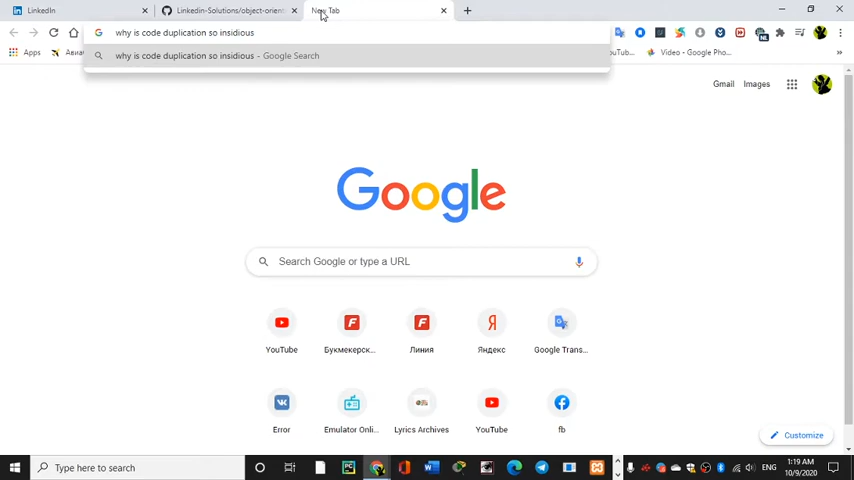 LinkedIn
Linkedin-Solutions/object-orient
New Tab
why is code duplication so insidious
why is code duplication so insidious - Google Search
Apps
Авиа
ouTub...
Video - Google Pho...
Gmail
Images
Google
Search Google or type a URL
YouTube
Букмекерск...
Линия
Яндекс
Google Trans...
Error
Emulator Onli...
Lyrics Archives
YouTube
fb
Customize
Type here to search
ENG
1:19 AM
10/9/2020